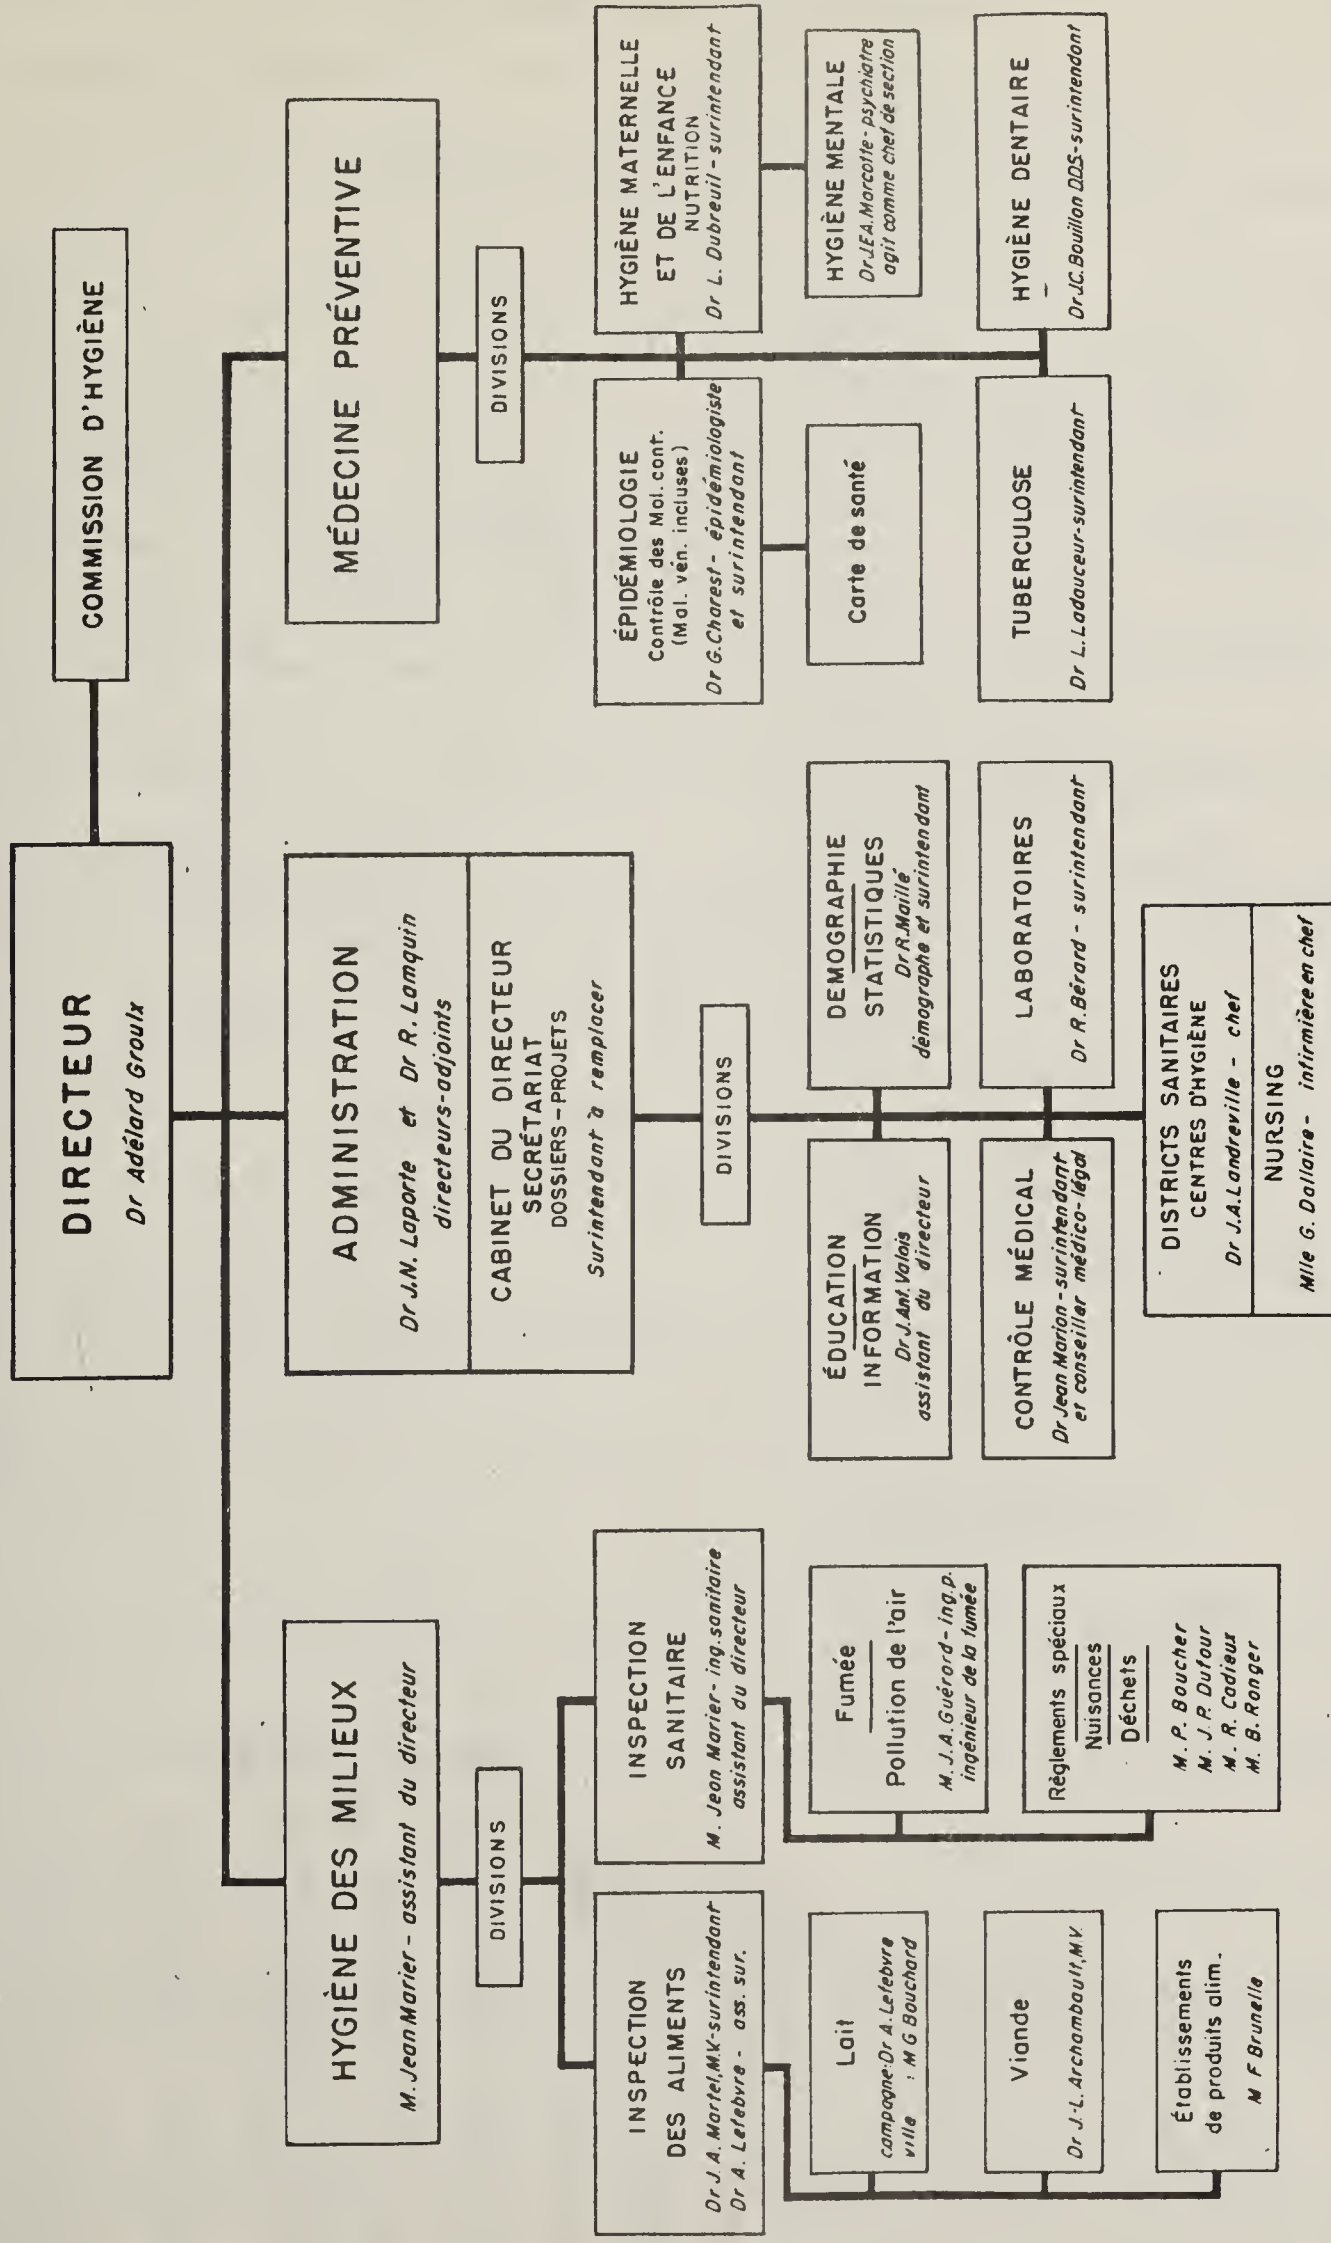 DIRECTEUR
Dr Adélard Groulx
COMMISSION D'HYGIÈNE
HYGIÈNE DES MILIEUX
M. Jean Marier - assistant du directeur
DIVISIONS
INSPECTION
DES ALIMENTS
Dr J. A. Martel, M.V.-surintendant
Dr A. Lefebvre - ass. sur.
Lait
campagne: Dr A. Lefebvre
ville : M G Bouchard
Viande
Dr J.-L. Archambault, M.V.
Établissements
de produits alim.
M F Brunelle
INSPECTION
SANITAIRE
M. Jean Marier - ing. sanitaire
assistant du directeur
Fumée
Pollution de l'air
M. J. A. Guérard - ing. p.
ingénieur de la fumée
Règlements spéciaux
Nuisances
Déchets
M. P. Boucher
M. J. P. Dufour
M. R. Cadieux
M. B. Ranger
ADMINISTRATION
Dr J.N. Laporte et Dr R. Lamquin
directeurs-adjoints
CABINET DU DIRECTEUR
SECRÉTARIAT
DOSSIERS-PROJETS
Surintendant à remplacer
DIVISIONS
ÉDUCATION
INFORMATION
Dr J. Ant. Valois
assistant du directeur
DEMOGRAPHIE
STATISTIQUES
Dr R. Maillé
démographe et surintendant
CONTRÔLE MÉDICAL
Dr Jean Marion - surintendant
et conseiller médico-légal
LABORATOIRES
Dr R. Bérard - surintendant
DISTRICTS SANITAIRES
CENTRES D'HYGIÈNE
Dr J.A. Landreville - chef
NURSING
Mlle G. Dallaire - infirmière en chef
MÉDECINE PRÉVENTIVE
DIVISIONS
ÉPIDÉMIOLOGIE
Contrôle des Mal. cont.
(Mal. vén. incluses)
Dr G. Charest - épidémiologiste
et surintendant
Carte de santé
HYGIÈNE MATERNELLE
ET DE L'ENFANCE
NUTRITION
Dr L. Dubreuil - surintendant
HYGIÈNE MENTALE
Dr J.E.A. Marcotte - psychiatre
agit comme chef de section
TUBERCULOSE
Dr L. Ladouceur - surintendant
HYGIÈNE DENTAIRE
Dr J.C. Bouillon DDS - surintendant